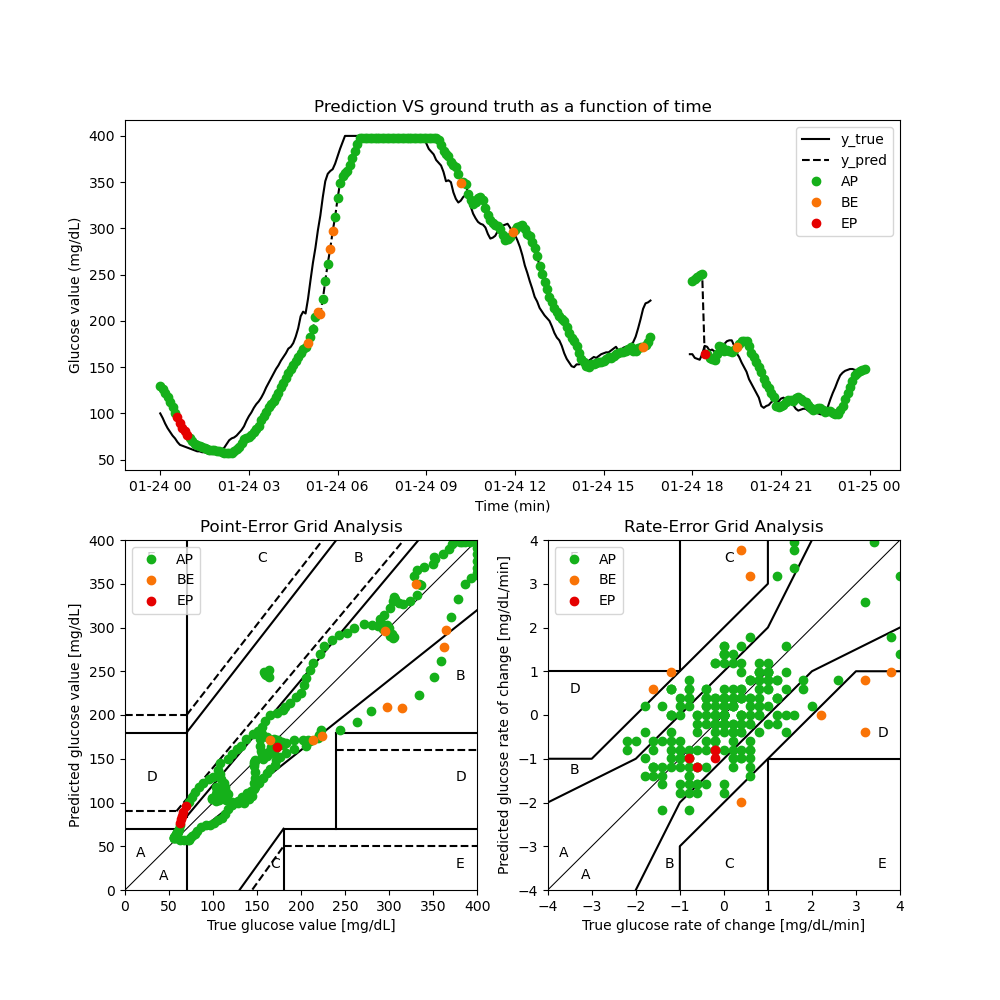 Prediction VS ground truth as a function of time
Glucose value (mg/dL)
400
350
300
250
200
150
100
50
y_true
y_pred
AP
BE
EP
01-24 00 01-24 03 01-24 06 01-24 09 01-24 12 01-24 15 01-24 18 01-24 21 01-25 00
Time (min)
Point-Error Grid Analysis
Predicted glucose value [mg/dL]
400
350
300
250
200
150
100
50
0
AP
BE
EP
C
B
B
D
D
A
A
C
E
0 50 100 150 200 250 300 350 400
True glucose value [mg/dL]
Rate-Error Grid Analysis
Predicted glucose rate of change [mg/dL/min]
4
3
2
1
0
−1
−2
−3
−4
AP
BE
EP
C
D
D
B
A
A
B
C
E
−4 −3 −2 −1 0 1 2 3 4
True glucose rate of change [mg/dL/min]